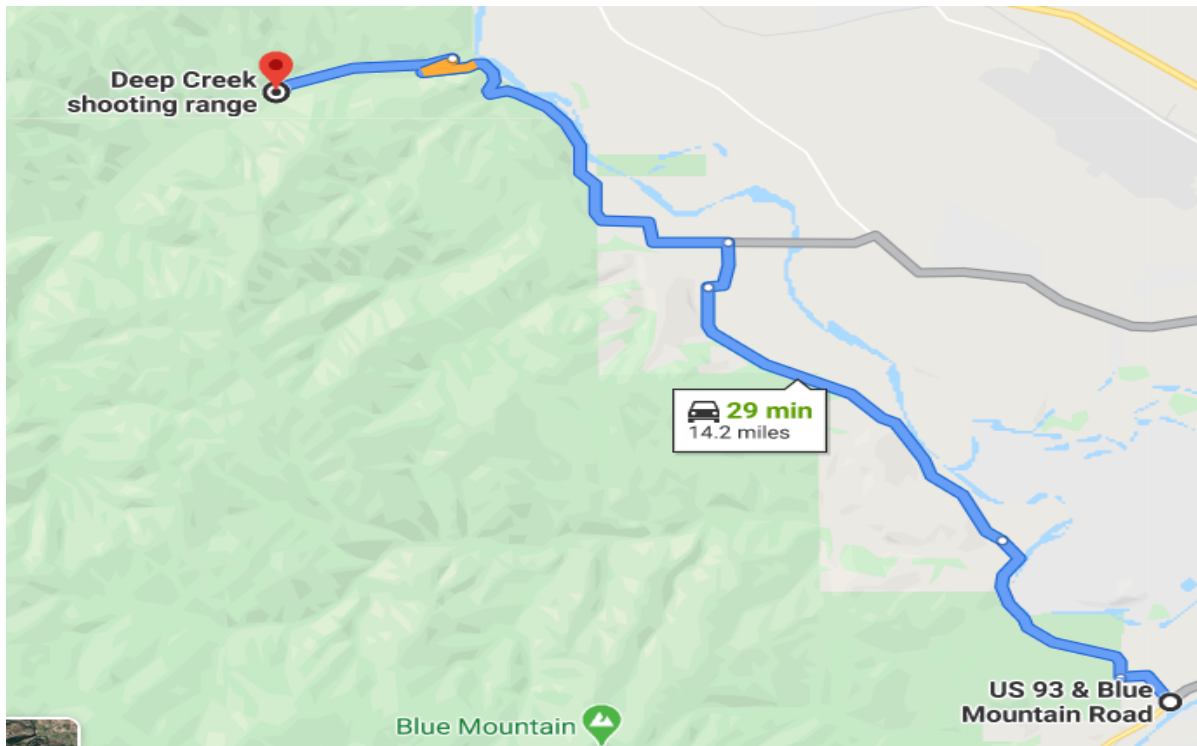 Deep Creek
shooting range
29 min
14.2 miles
US 93 & Blue
Mountain Road
Blue Mountain